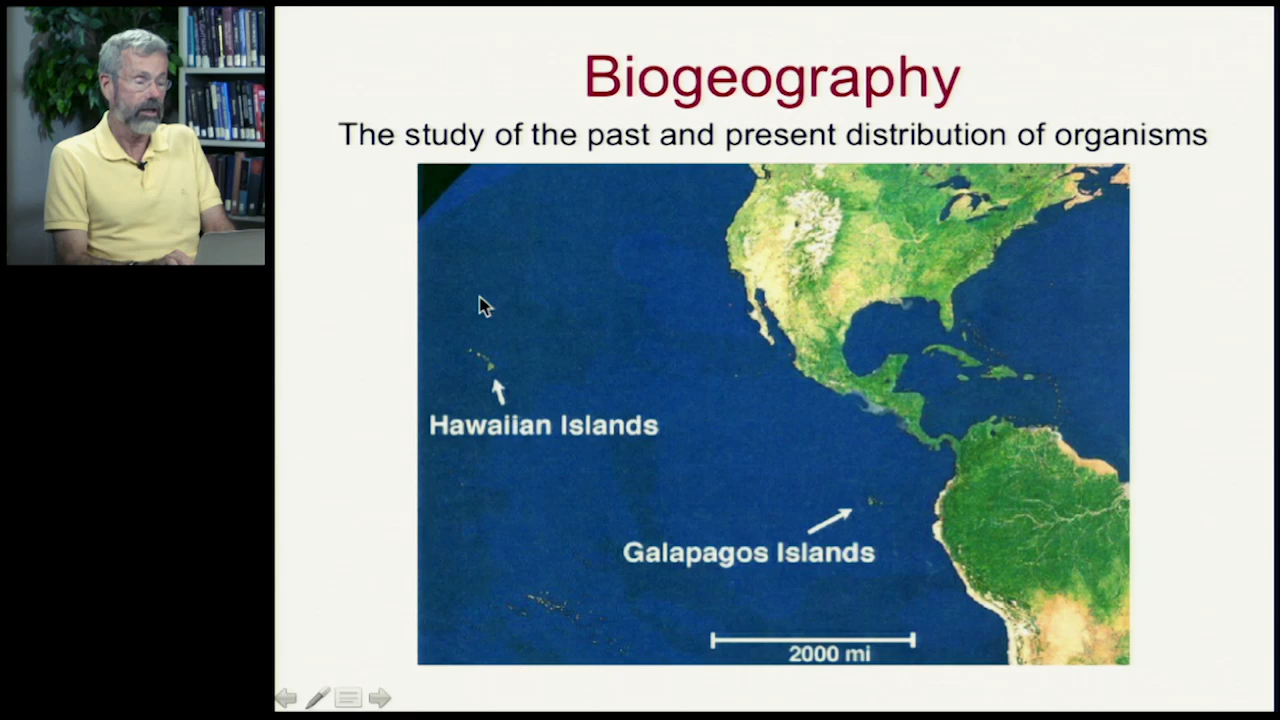 Biogeography
The study of the past and present distribution of organisms
Hawaiian Islands
Galapagos Islands
2000 mi